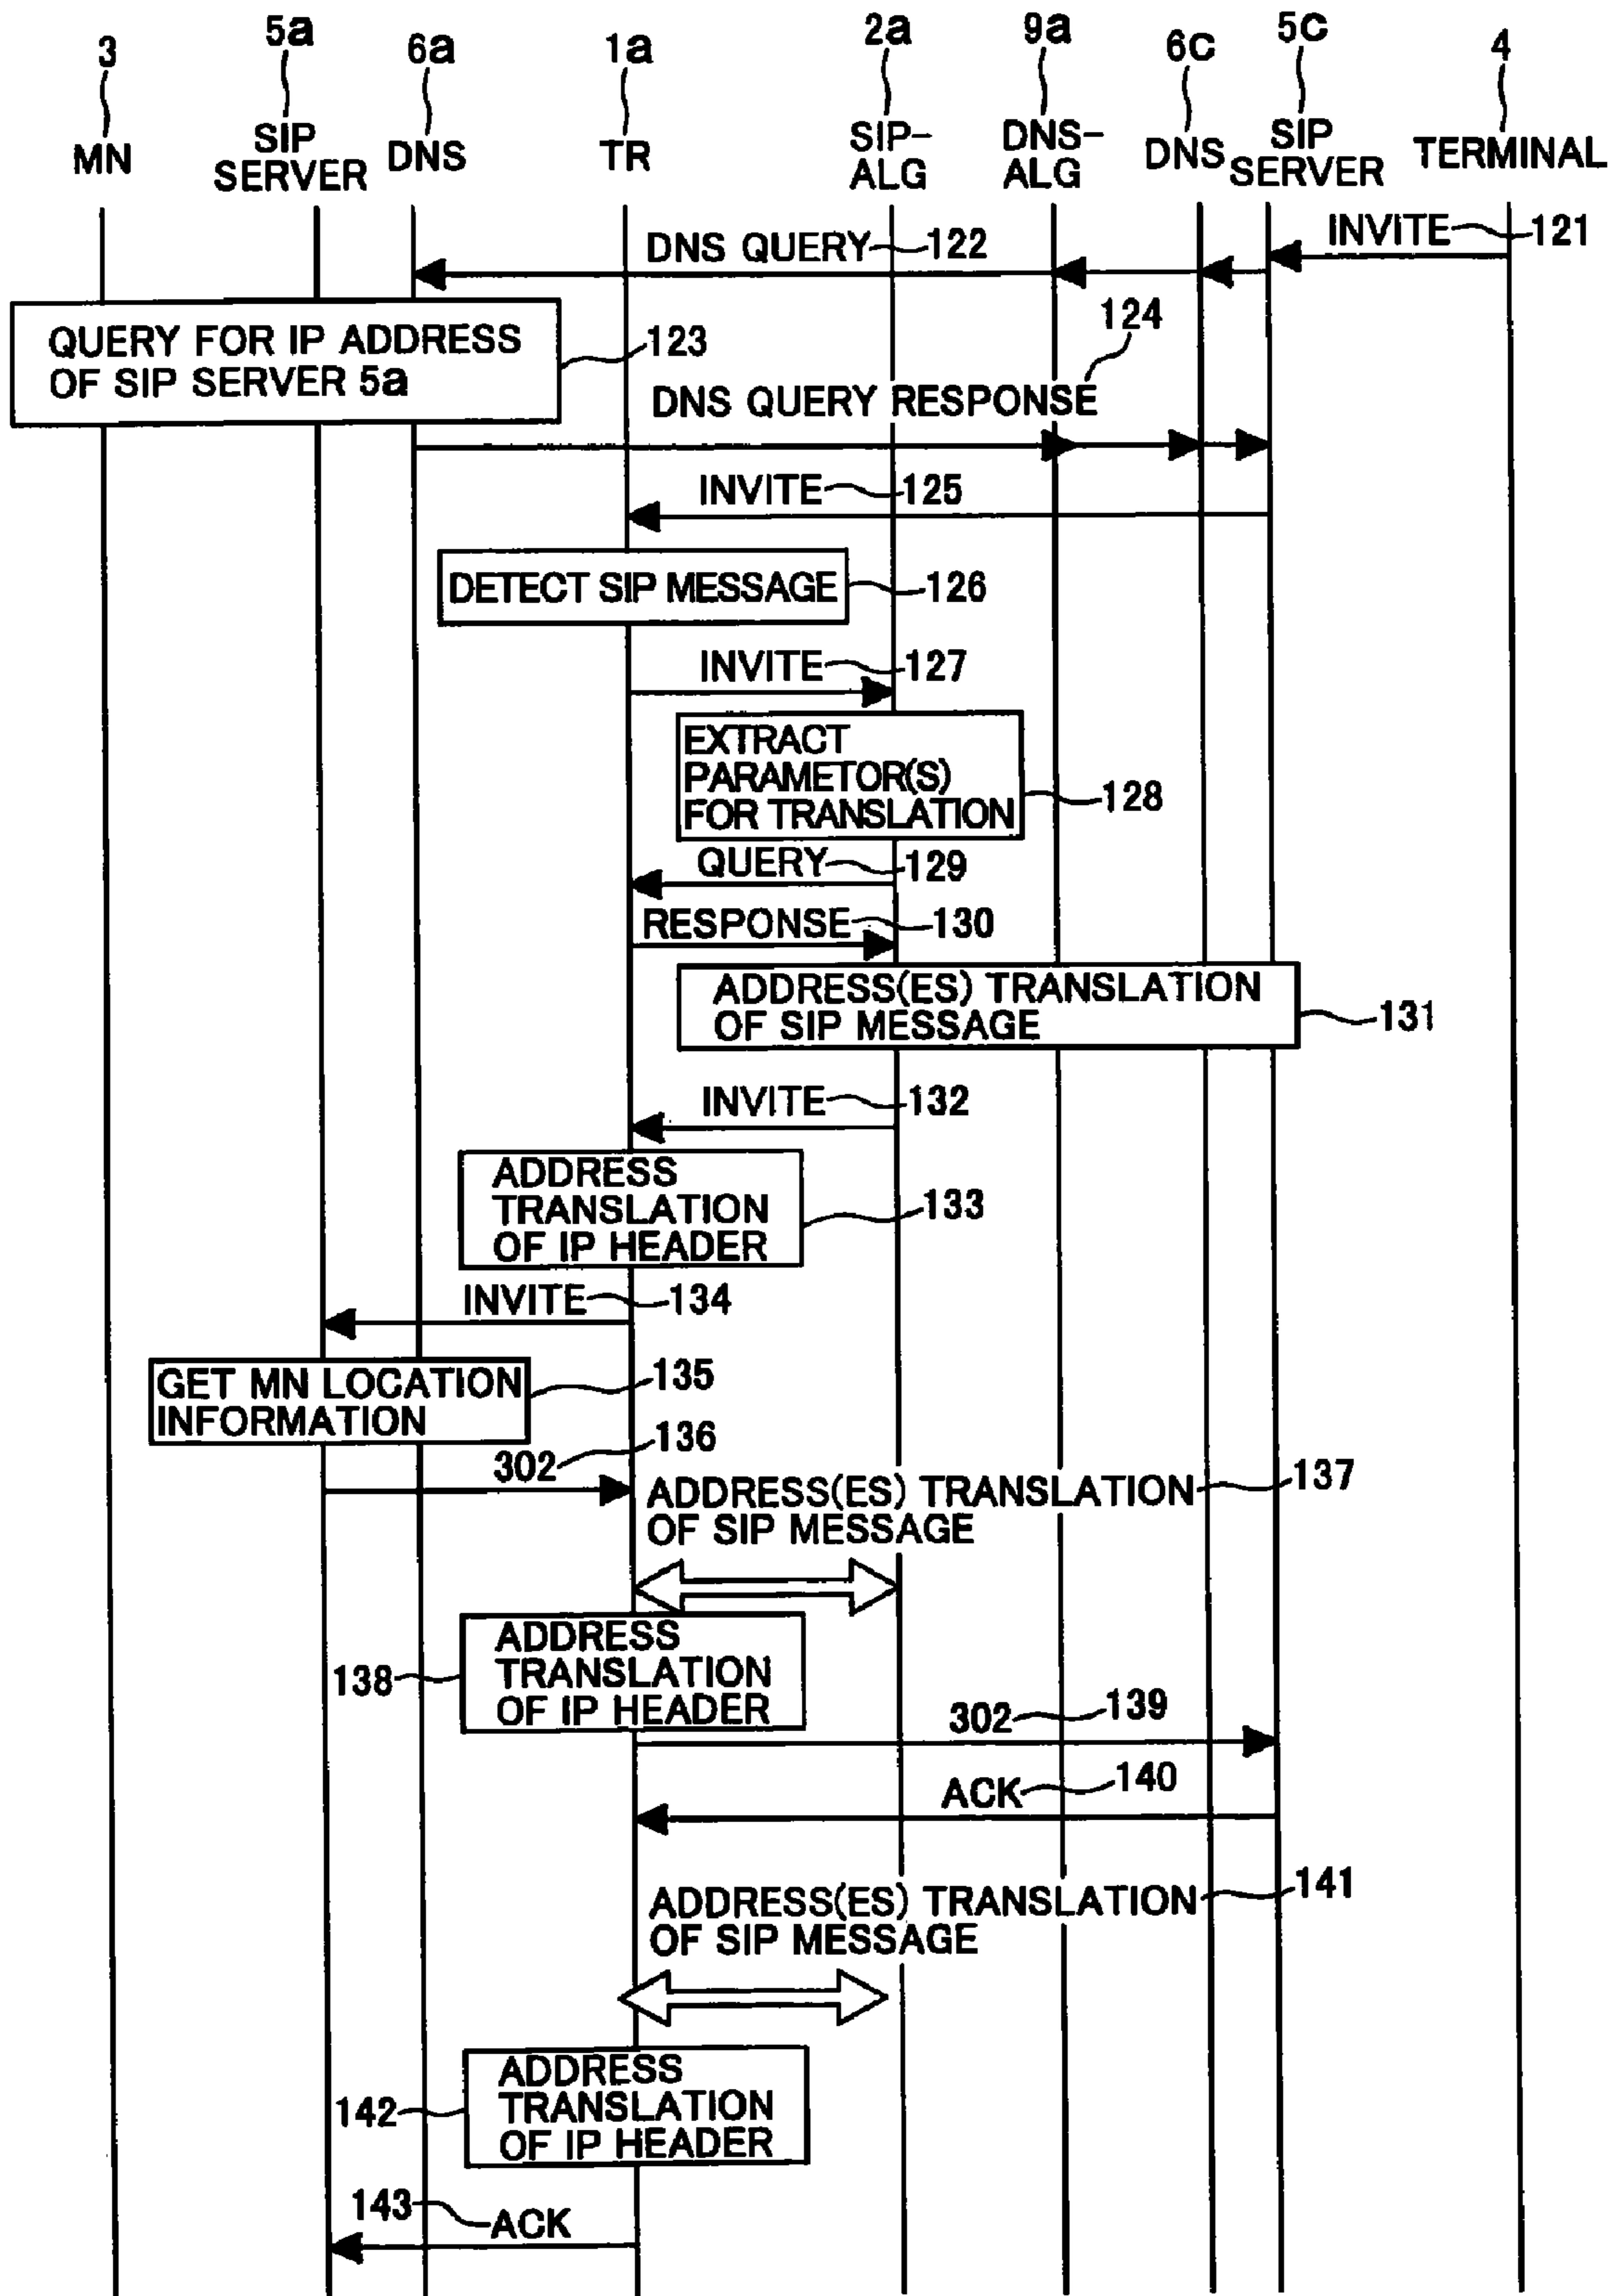 3
5a
6a
1a
2a
9a
6c
5c
4
MN
SIP
SERVER
DNS
TR
SIP-
ALG
DNS-
ALG
DNS
SIP
SERVER
TERMINAL
INVITE 121
DNS QUERY 122
QUERY FOR IP ADDRESS
OF SIP SERVER 5a
123
124
DNS QUERY RESPONSE
INVITE 125
DETECT SIP MESSAGE 126
INVITE 127
EXTRACT
PARAMETOR(S)
FOR TRANSLATION
128
QUERY 129
RESPONSE 130
ADDRESS(ES) TRANSLATION
OF SIP MESSAGE
131
INVITE 132
ADDRESS
TRANSLATION
OF IP HEADER
133
INVITE 134
GET MN LOCATION
INFORMATION
135
302 136
ADDRESS(ES) TRANSLATION 137
OF SIP MESSAGE
ADDRESS
TRANSLATION
OF IP HEADER
138
302 139
ACK 140
ADDRESS(ES) TRANSLATION 141
OF SIP MESSAGE
ADDRESS
TRANSLATION
OF IP HEADER
142
143 ACK